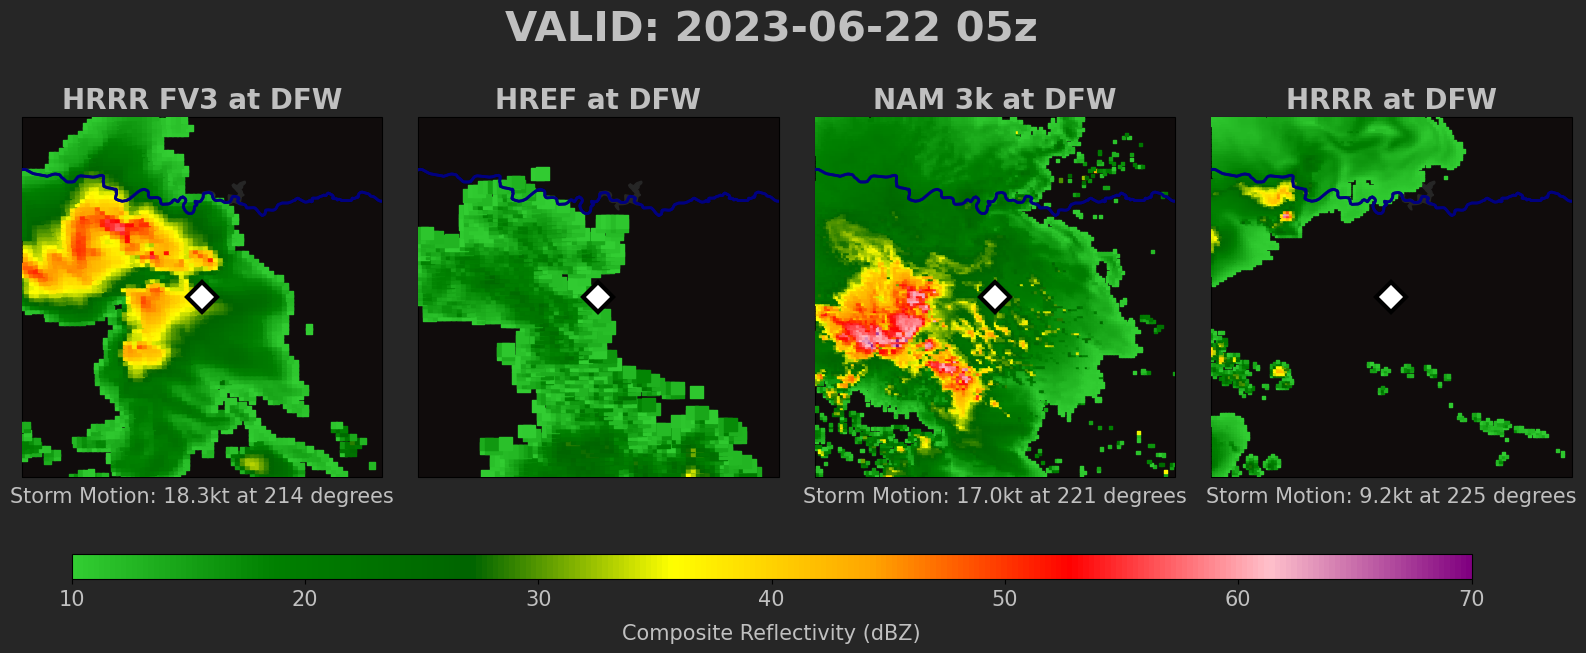 VALID: 2023-06-22 05z
HRRR FV3 at DFW
HREF at DFW
NAM 3k at DFW
HRRR at DFW
Storm Motion: 18.3kt at 214 degrees
Storm Motion: 17.0kt at 221 degrees
Storm Motion: 9.2kt at 225 degrees
10 20 30 40 50 60 70
Composite Reflectivity (dBZ)